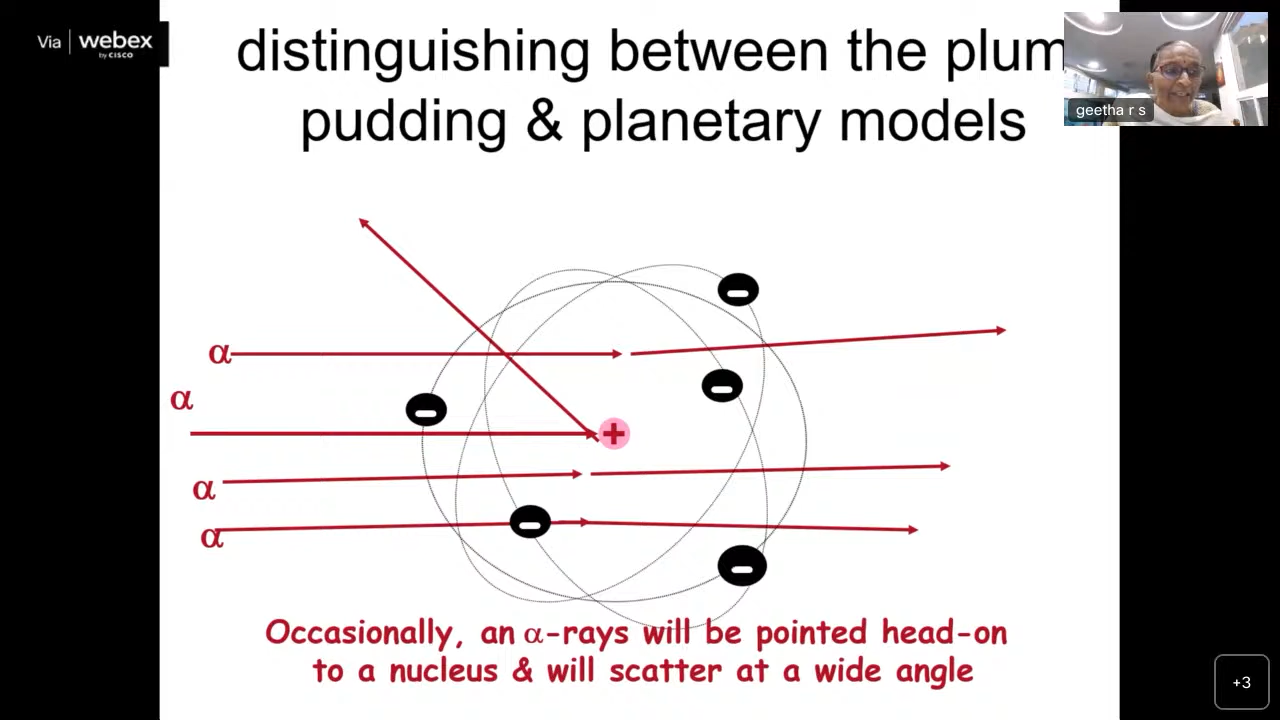 Via webex
by CISCO
distinguishing between the plum
pudding & planetary models
geetha r s
α
α
+
α
α
Occasionally, an α-rays will be pointed head-on
to a nucleus & will scatter at a wide angle
+3